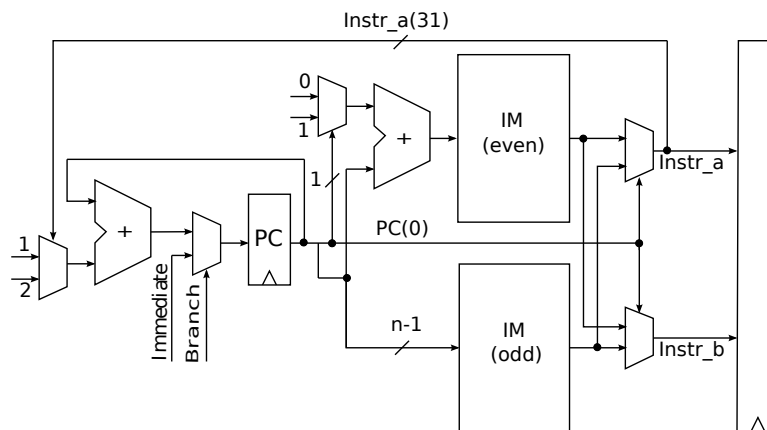 Instr_a(31)
0
1
IM
(even)
+
1
Instr_a
+
PC
PC(0)
1
2
Immediate
Branch
n-1
IM
(odd)
Instr_b